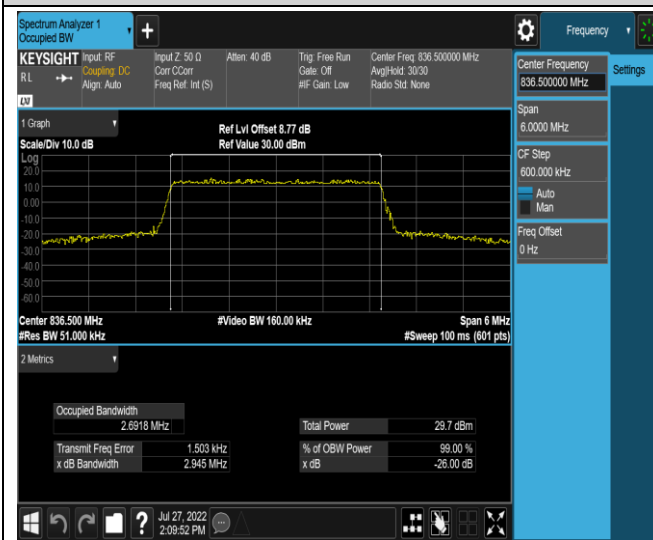 Spectrum Analyzer 1
Occupied BW
+
Frequency
KEYSIGHT
RL
LXI
Input: RF
Coupling: DC
Align: Auto
Input Z: 50 Ω
Corr CCorr
Freq Ref: Int (S)
Atten: 40 dB
Trig: Free Run
Gate: Off
#IF Gain: Low
Center Freq: 836.500000 MHz
Avg|Hold: 30/30
Radio Std: None
Center Frequency
836.500000 MHz
Settings
Span
6.0000 MHz
CF Step
600.000 kHz
Auto
Man
Freq Offset
0 Hz
1 Graph
Scale/Div 10.0 dB
Ref Lvl Offset 8.77 dB
Ref Value 30.00 dBm
Log
20.0
10.0
0.00
-10.0
-20.0
-30.0
-40.0
-50.0
-60.0
Center 836.500 MHz
#Video BW 160.00 kHz
Span 6 MHz
#Res BW 51.000 kHz
#Sweep 100 ms (601 pts)
2 Metrics
Occupied Bandwidth
2.6918 MHz
Total Power 29.7 dBm
Transmit Freq Error 1.503 kHz
% of OBW Power 99.00 %
x dB Bandwidth 2.945 MHz
x dB -26.00 dB
?
Jul 27, 2022
2:09:52 PM